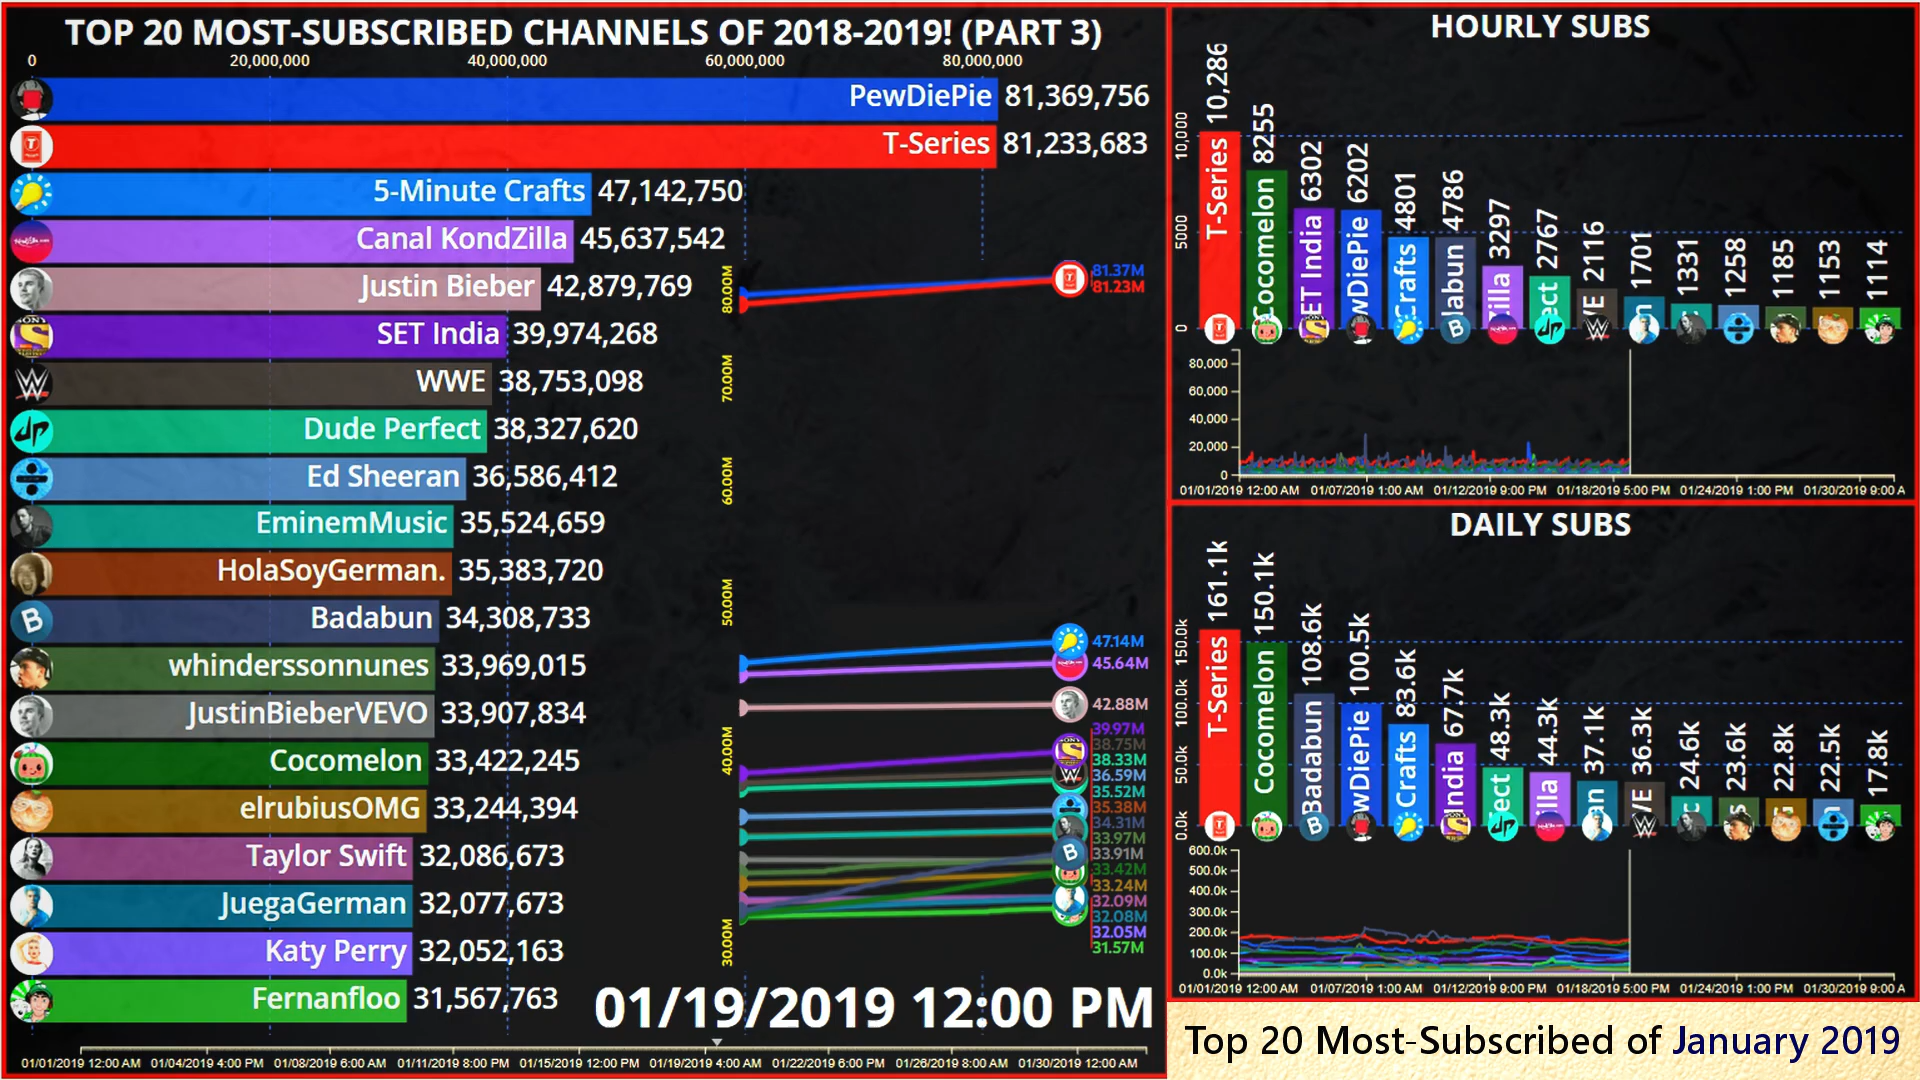 TOP 20 MOST-SUBSCRIBED CHANNELS OF 2018-2019! (PART 3)
0 20,000,000 40,000,000 60,000,000 80,000,000
PewDiePie 81,369,756
T-Series 81,233,683
5-Minute Crafts 47,142,750
Canal KondZilla 45,637,542
Justin Bieber 42,879,769
SET India 39,974,268
WWE 38,753,098
Dude Perfect 38,327,620
Ed Sheeran 36,586,412
EminemMusic 35,524,659
HolaSoyGerman. 35,383,720
Badabun 34,308,733
whinderssonnunes 33,969,015
JustinBieberVEVO 33,907,834
Cocomelon 33,422,245
elrubiusOMG 33,244,394
Taylor Swift 32,086,673
JuegaGerman 32,077,673
Katy Perry 32,052,163
Fernanfloo 31,567,763
80.00M
70.00M
60.00M
50.00M
40.00M
30.00M
81.37M
81.23M
47.14M
45.64M
42.88M
39.97M
38.75M
38.33M
36.59M
35.52M
35.38M
34.31M
33.97M
33.91M
33.42M
33.24M
32.09M
32.08M
32.05M
31.57M
01/19/2019 12:00 PM
01/01/2019 12:00 AM 01/04/2019 4:00 PM 01/08/2019 6:00 AM 01/11/2019 8:00 PM 01/15/2019 12:00 PM 01/19/2019 4:00 AM 01/22/2019 6:00 PM 01/26/2019 8:00 AM 01/30/2019 12:00 AM
HOURLY SUBS
10,000
5000
0
T-Series 10,286
Cocomelon 8255
ET India 6302
wDiePie 6202
Crafts 4801
labun 4786
zilla 3297
ect 2767
VE 2116
n 1701
1331
1258
1185
1153
1114
80,000
60,000
40,000
20,000
0
01/01/2019 12:00 AM 01/07/2019 1:00 AM 01/12/2019 9:00 PM 01/18/2019 5:00 PM 01/24/2019 1:00 PM 01/30/2019 9:00 A
DAILY SUBS
150.0k
100.0k
50.0k
0.0k
T-Series 161.1k
Cocomelon 150.1k
Badabun 108.6k
wDiePie 100.5k
Crafts 83.6k
India 67.7k
ect 48.3k
illa 44.3k
an 37.1k
VE 36.3k
c 24.6k
s 23.6k
G 22.8k
n 22.5k
17.8k
600.0k
500.0k
400.0k
300.0k
200.0k
100.0k
0.0k
01/01/2019 12:00 AM 01/07/2019 1:00 AM 01/12/2019 9:00 PM 01/18/2019 5:00 PM 01/24/2019 1:00 PM 01/30/2019 9:00 A
Top 20 Most-Subscribed of January 2019